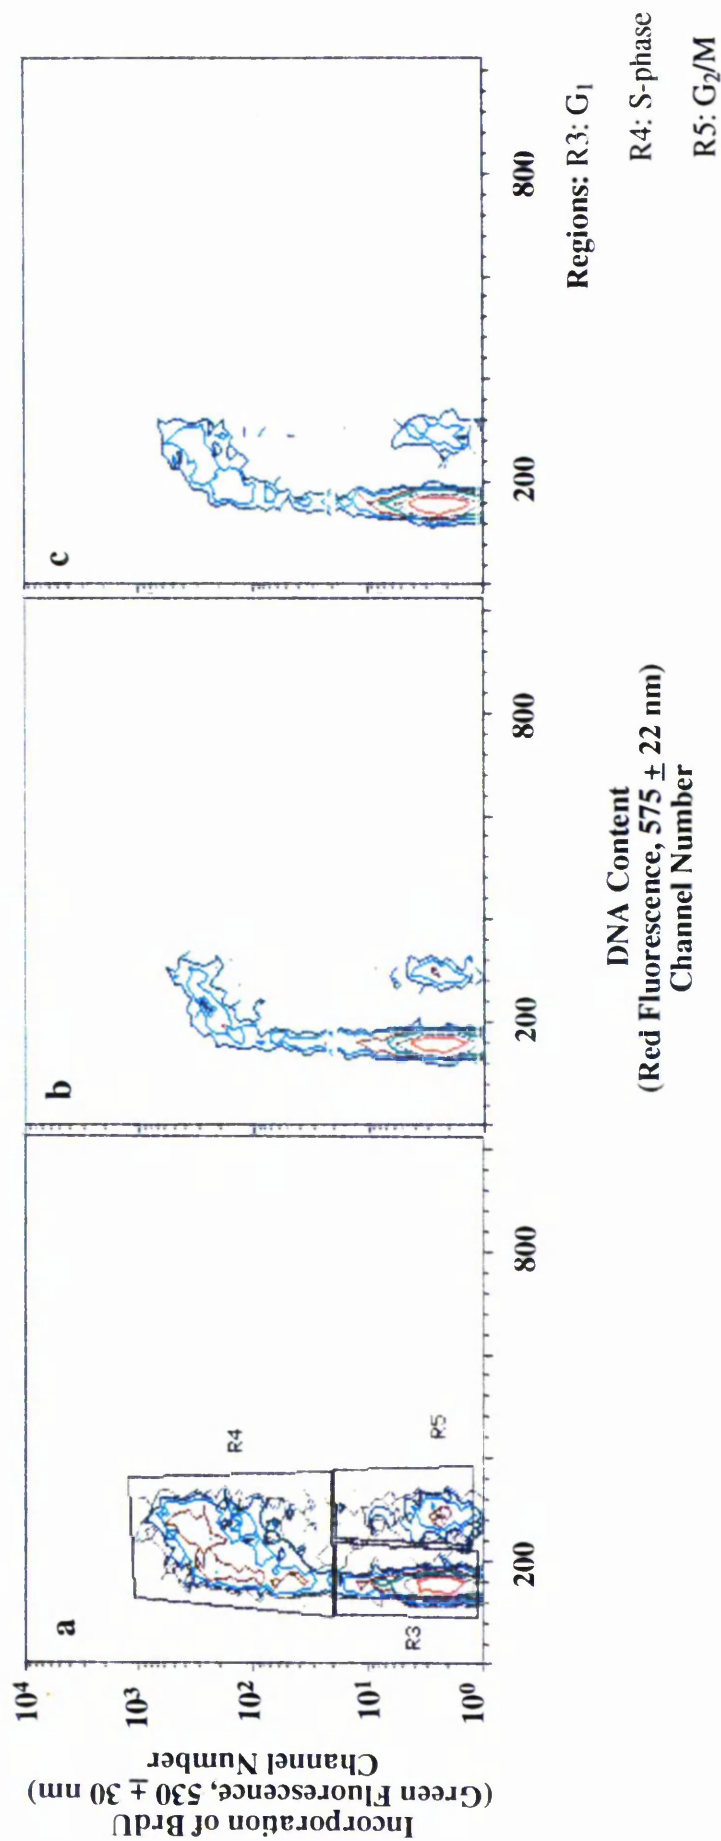 Incorporation of BrdU
(Green Fluorescence, 530 ± 30 nm)
Channel Number
10⁴
10³
10²
10¹
10⁰
a
R3
R4
R5
200
800
b
200
800
c
200
800
DNA Content
(Red Fluorescence, 575 ± 22 nm)
Channel Number
Regions: R3: G₁
R4: S-phase
R5: G₂/M